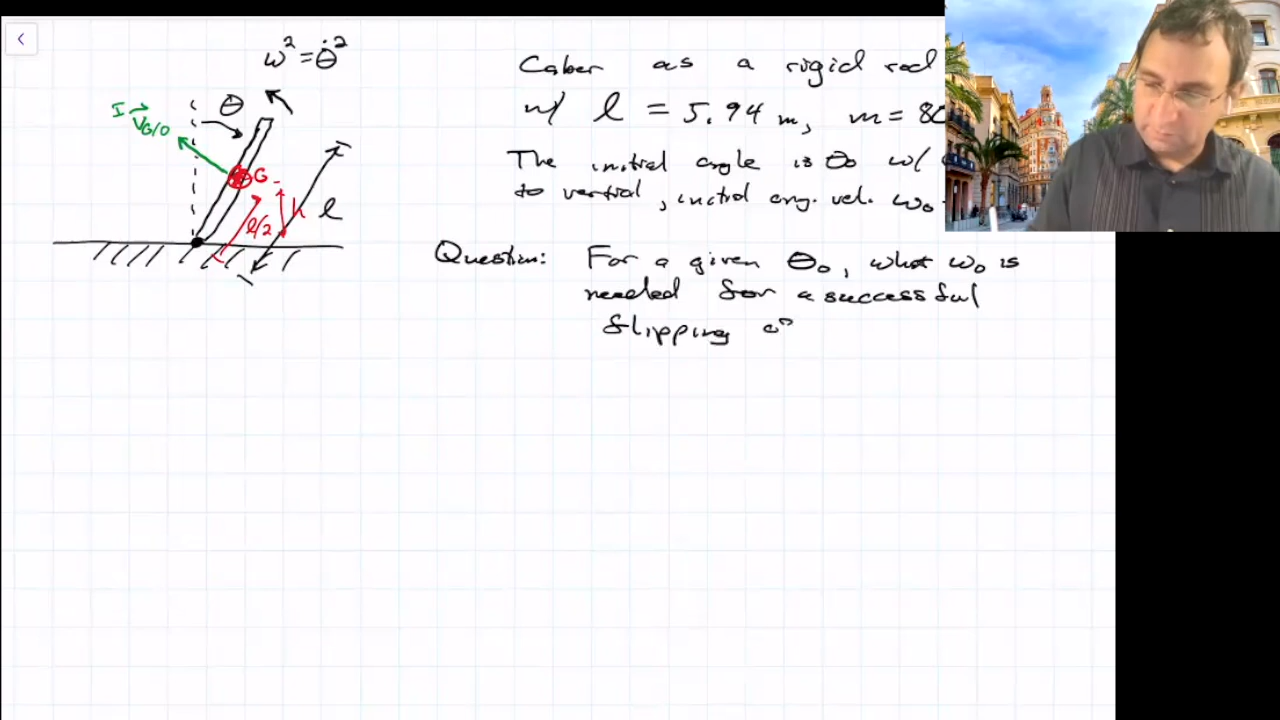 ω² = θ̇²
θ
I v⃗G/O
G
h
l/2
l
Caber as a rigid rod
w/ l = 5.94 m, m = 80
The initial angle is θ₀ w/
to vertical, initial ang. vel. ω₀
Question: For a given θ₀, what ω₀ is
needed for a successful
flipping